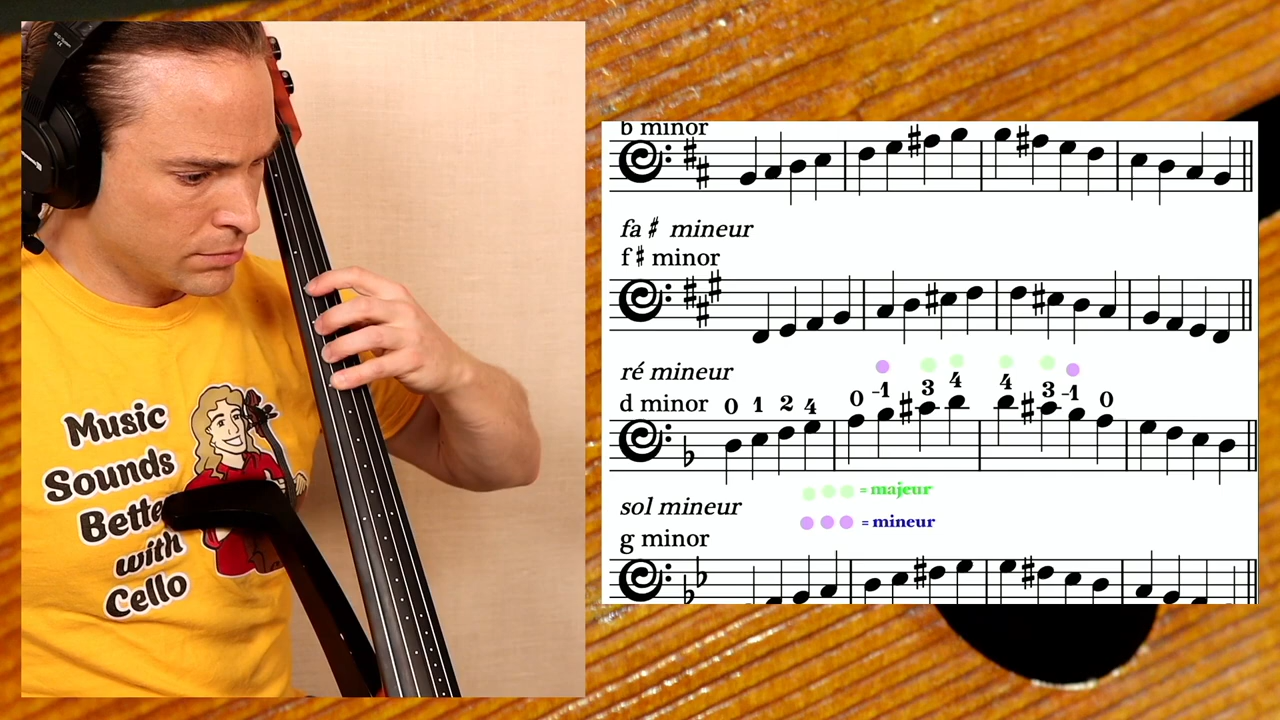 Music
Sounds
Better
with
Cello
b minor
fa♯ mineur
f♯ minor
ré mineur
d minor 0 1 2 4 0 -1 3 4 4 3 -1 0
= majeur
sol mineur
= mineur
g minor